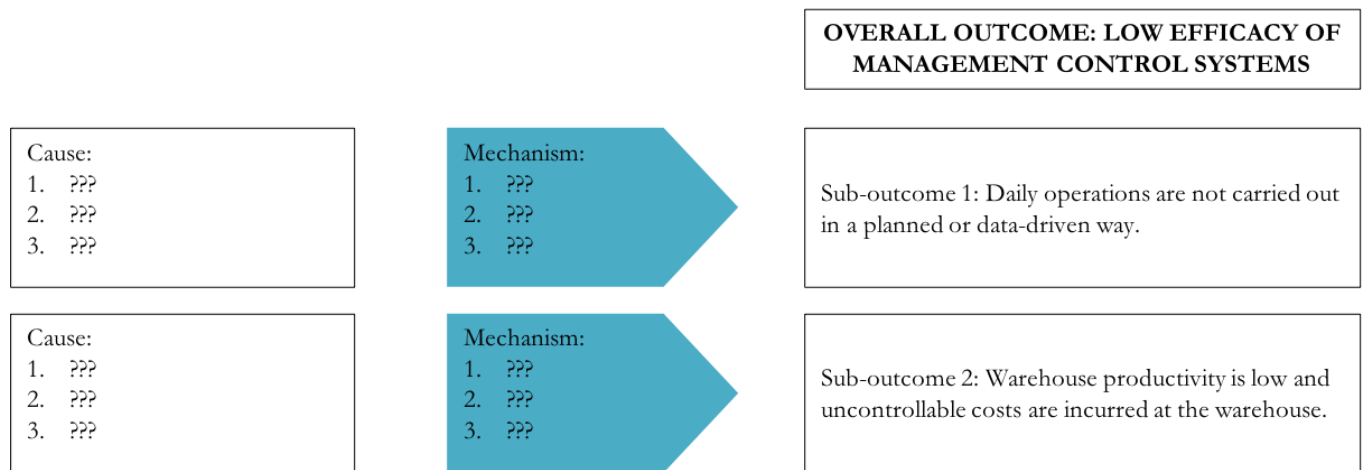 OVERALL OUTCOME: LOW EFFICACY OF
MANAGEMENT CONTROL SYSTEMS
Cause:
1. ???
2. ???
3. ???
Mechanism:
1. ???
2. ???
3. ???
Sub-outcome 1: Daily operations are not carried out
in a planned or data-driven way.
Cause:
1. ???
2. ???
3. ???
Mechanism:
1. ???
2. ???
3. ???
Sub-outcome 2: Warehouse productivity is low and
uncontrollable costs are incurred at the warehouse.